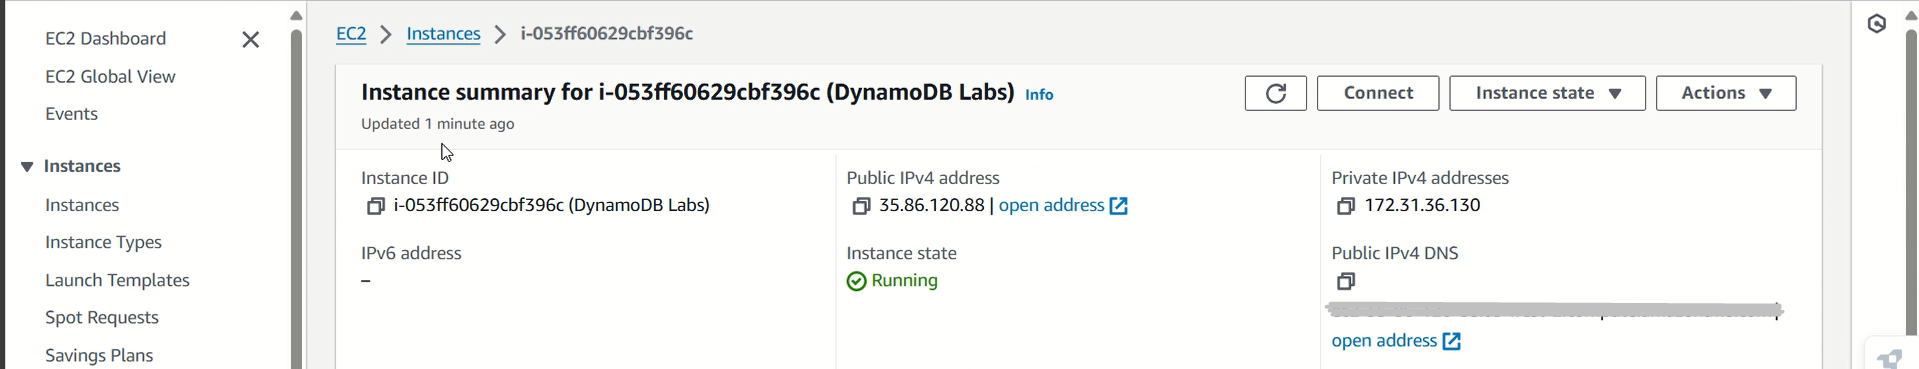 EC2 Dashboard
EC2 Global View
Events
Instances
Instances
Instance Types
Launch Templates
Spot Requests
Savings Plans
EC2 > Instances > i-053ff60629cbf396c
Instance summary for i-053ff60629cbf396c (DynamoDB Labs) Info
Updated 1 minute ago
Connect
Instance state
Actions
Instance ID
i-053ff60629cbf396c (DynamoDB Labs)
IPv6 address
–
Public IPv4 address
35.86.120.88 | open address
Instance state
Running
Private IPv4 addresses
172.31.36.130
Public IPv4 DNS
open address